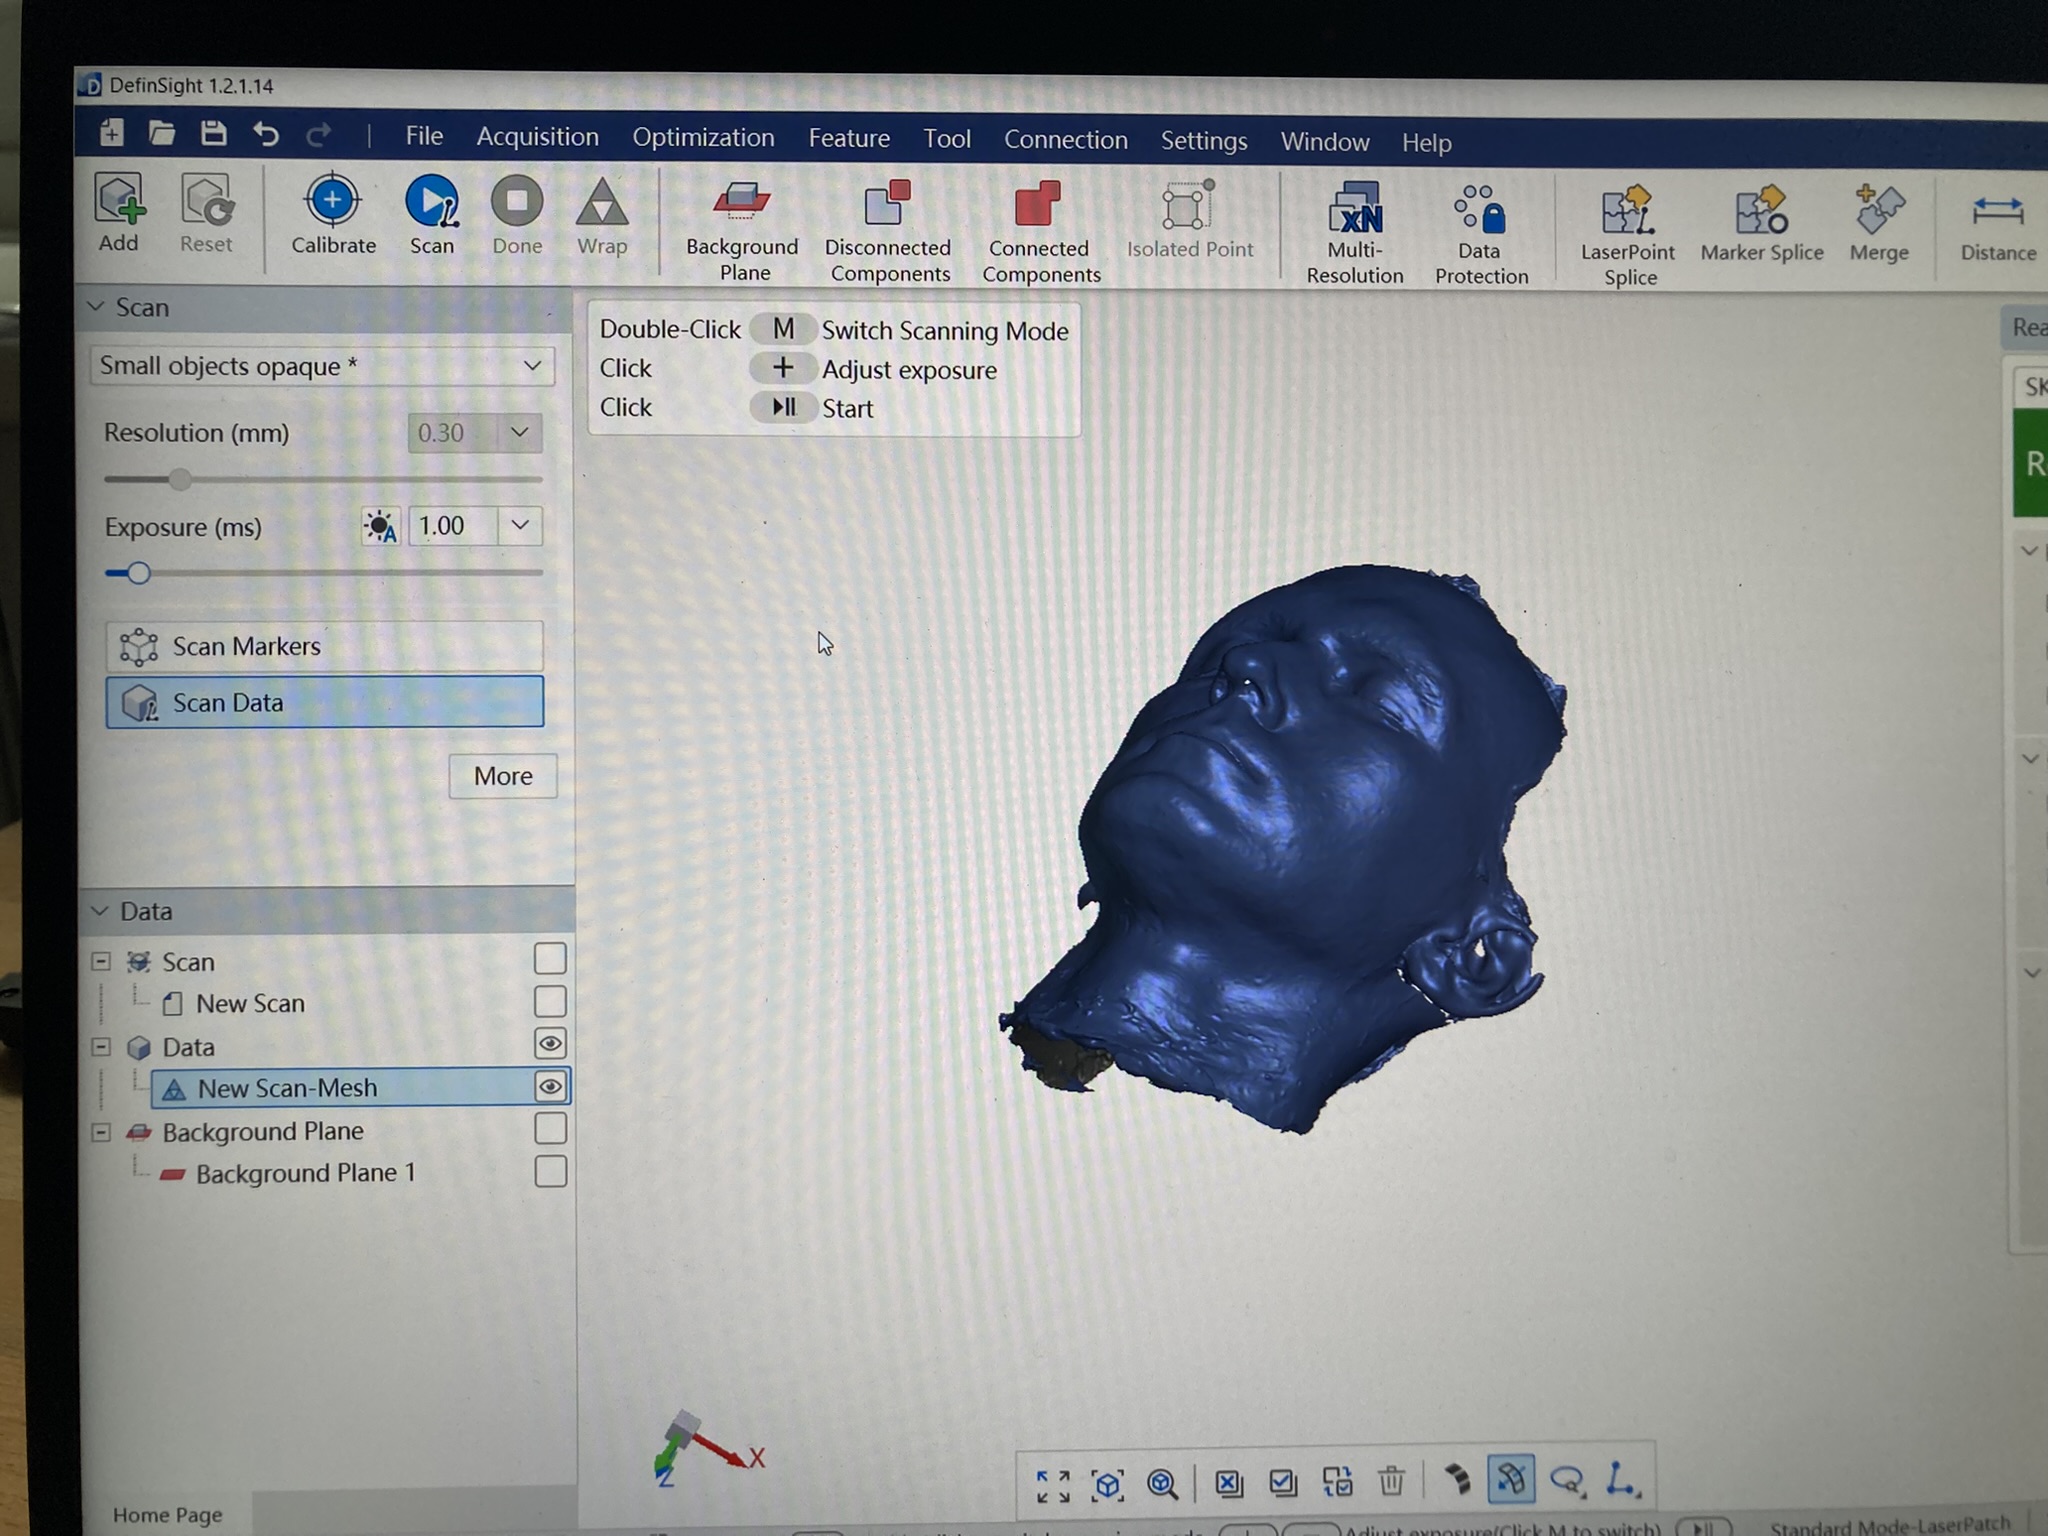 DefinSight 1.2.1.14
File Acquisition Optimization Feature Tool Connection Settings Window Help
Add Reset Calibrate Scan Done Wrap Background Plane Disconnected Components Connected Components Isolated Point Multi-Resolution Data Protection LaserPoint Splice Marker Splice Merge Distance
xN
Scan
Small objects opaque *
Resolution (mm) 0.30
Exposure (ms) A 1.00
Scan Markers
Scan Data
More
Double-Click M Switch Scanning Mode
Click + Adjust exposure
Click Start
Data
Scan
New Scan
Data
New Scan-Mesh
Background Plane
Background Plane 1
X
Z
Home Page
Adjust exposure(Click M to switch)
Standard Mode-LaserPatch